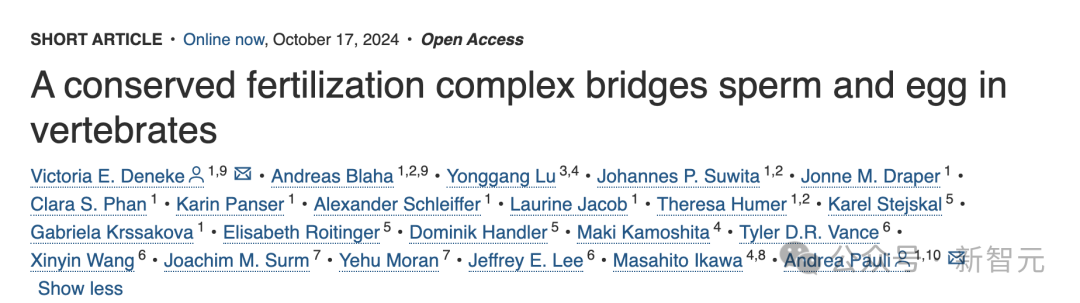 SHORT ARTICLE • Online now, October 17, 2024 • Open Access
A conserved fertilization complex bridges sperm and egg in
vertebrates
Victoria E. Deneke 1,9 • Andreas Blaha 1,2,9 • Yonggang Lu 3,4 • Johannes P. Suwita 1,2 • Jonne M. Draper 1 •
Clara S. Phan 1 • Karin Panser 1 • Alexander Schleiffer 1 • Laurine Jacob 1 • Theresa Humer 1,2 • Karel Stejskal 5 •
Gabriela Krssakova 1 • Elisabeth Roitinger 5 • Dominik Handler 5 • Maki Kamoshita 4 • Tyler D.R. Vance 6 •
Xinyin Wang 6 • Joachim M. Surm 7 • Yehu Moran 7 • Jeffrey E. Lee 6 • Masahito Ikawa 4,8 • Andrea Pauli 1,10
公众号 · 新智元
Show less